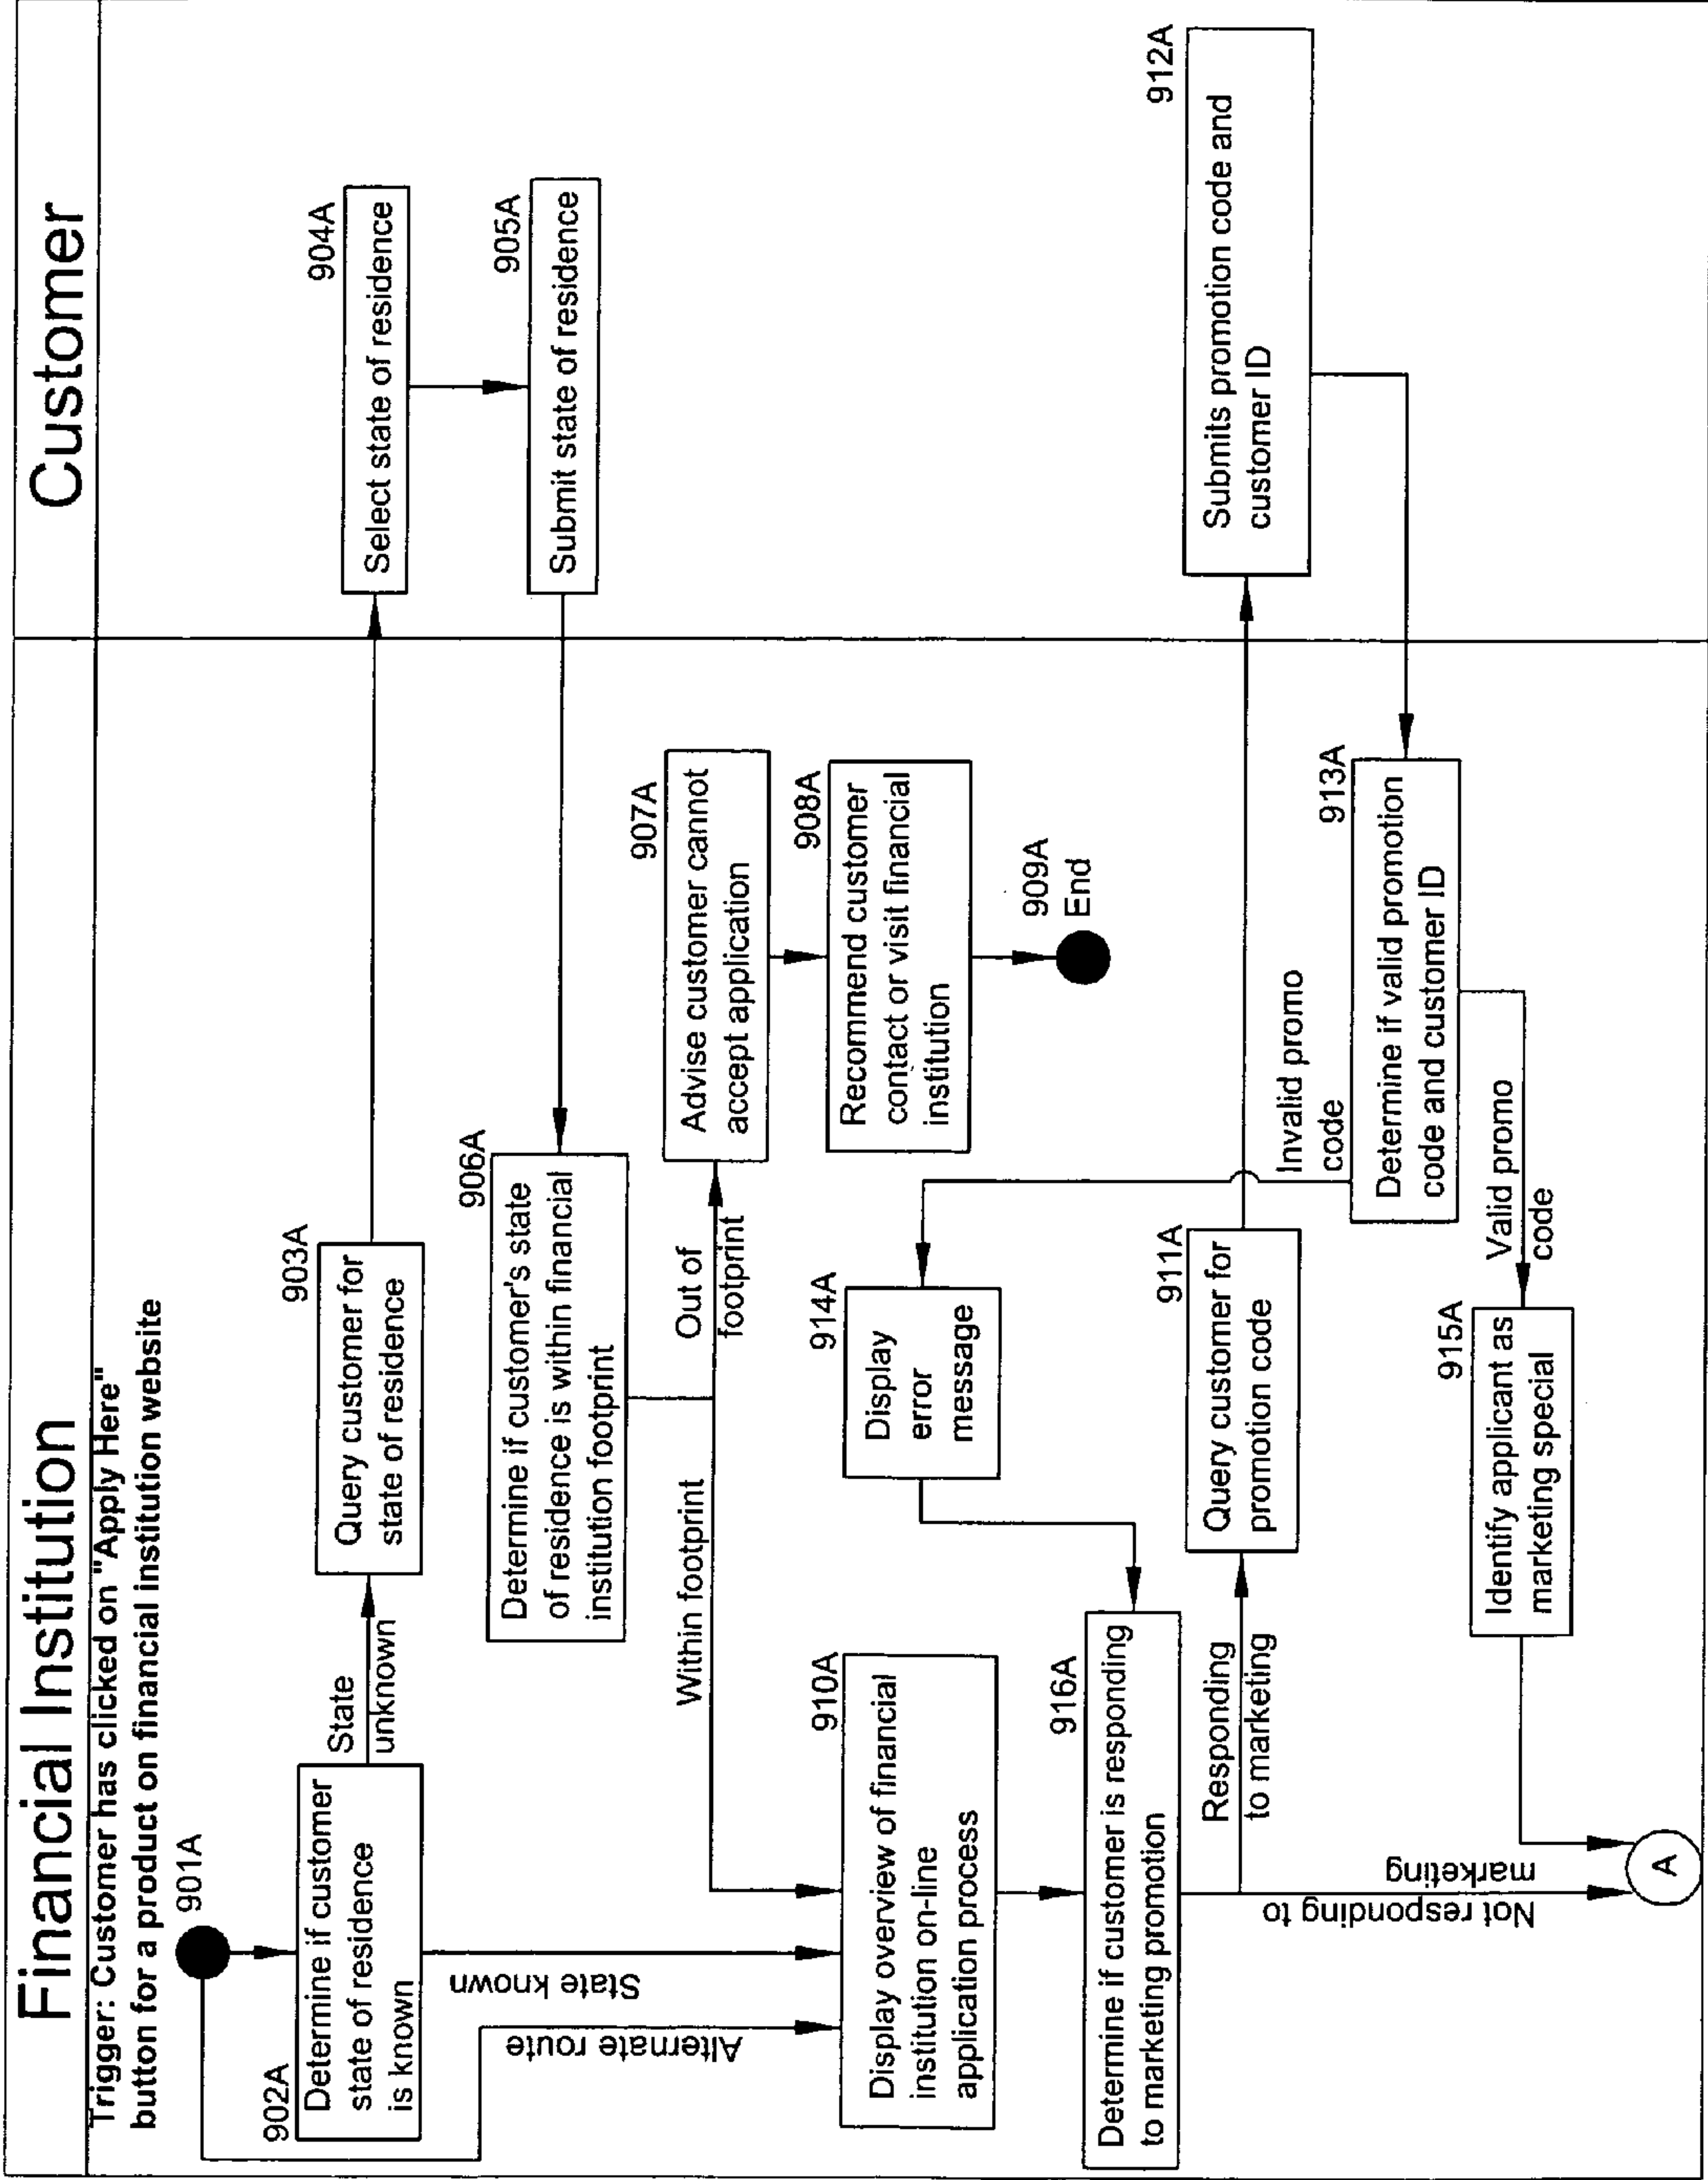 Financial Institution
Customer
Trigger: Customer has clicked on "Apply Here"
button for a product on financial institution website
901A
902A
Determine if customer
state of residence
is known
State
unknown
903A
Query customer for
state of residence
904A
Select state of residence
905A
Submit state of residence
906A
Determine if customer's state
of residence is within financial
institution footprint
Out of
footprint
Within footprint
907A
Advise customer cannot
accept application
908A
Recommend customer
contact or visit financial
institution
909A
End
State known
Alternate route
910A
Display overview of financial
institution on-line
application process
916A
Determine if customer is responding
to marketing promotion
Responding
to marketing
Not responding to
marketing
911A
Query customer for
promotion code
912A
Submits promotion code and
customer ID
913A
Determine if valid promotion
code and customer ID
Invalid promo
code
914A
Display
error
message
Valid promo
code
915A
Identify applicant as
marketing special
A